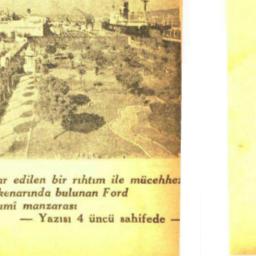 ar edilen bir rıhtım ile mücehhez
kenarında bulunan Ford
umi manzarası
— Yazısı 4 üncü sahifede —